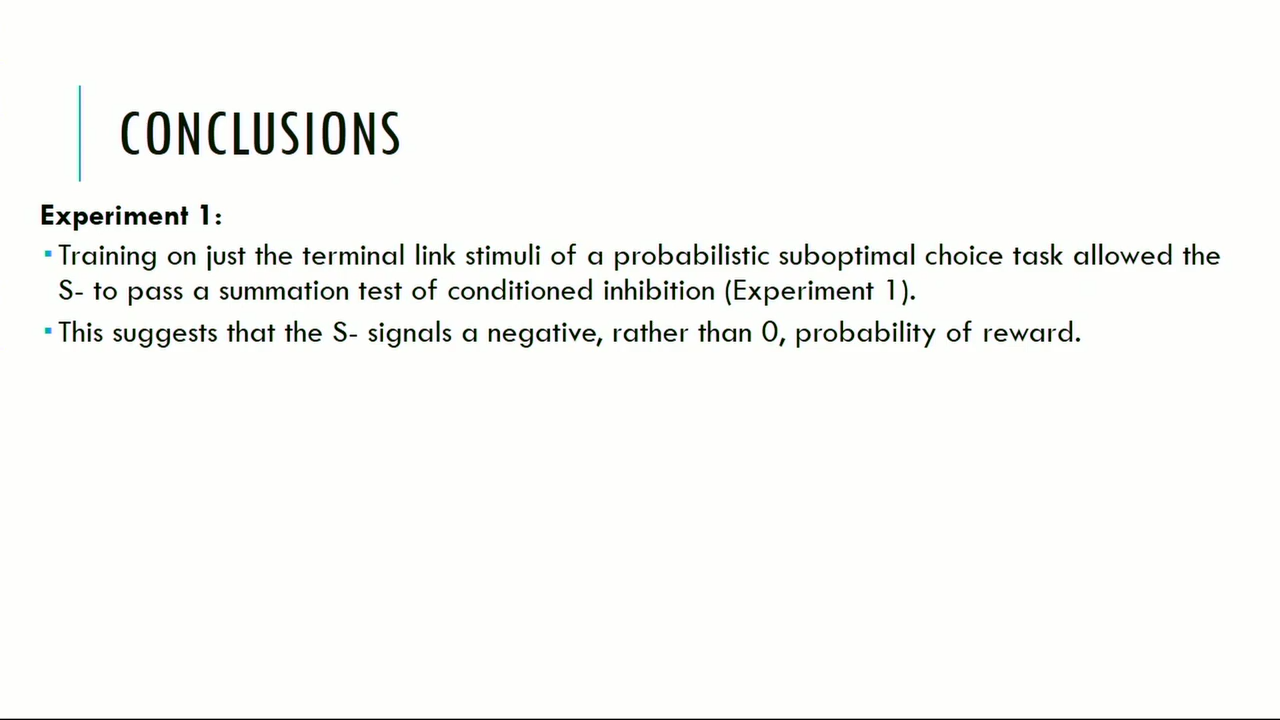 CONCLUSIONS
Experiment 1:
▪ Training on just the terminal link stimuli of a probabilistic suboptimal choice task allowed the
S- to pass a summation test of conditioned inhibition (Experiment 1).
▪ This suggests that the S- signals a negative, rather than 0, probability of reward.